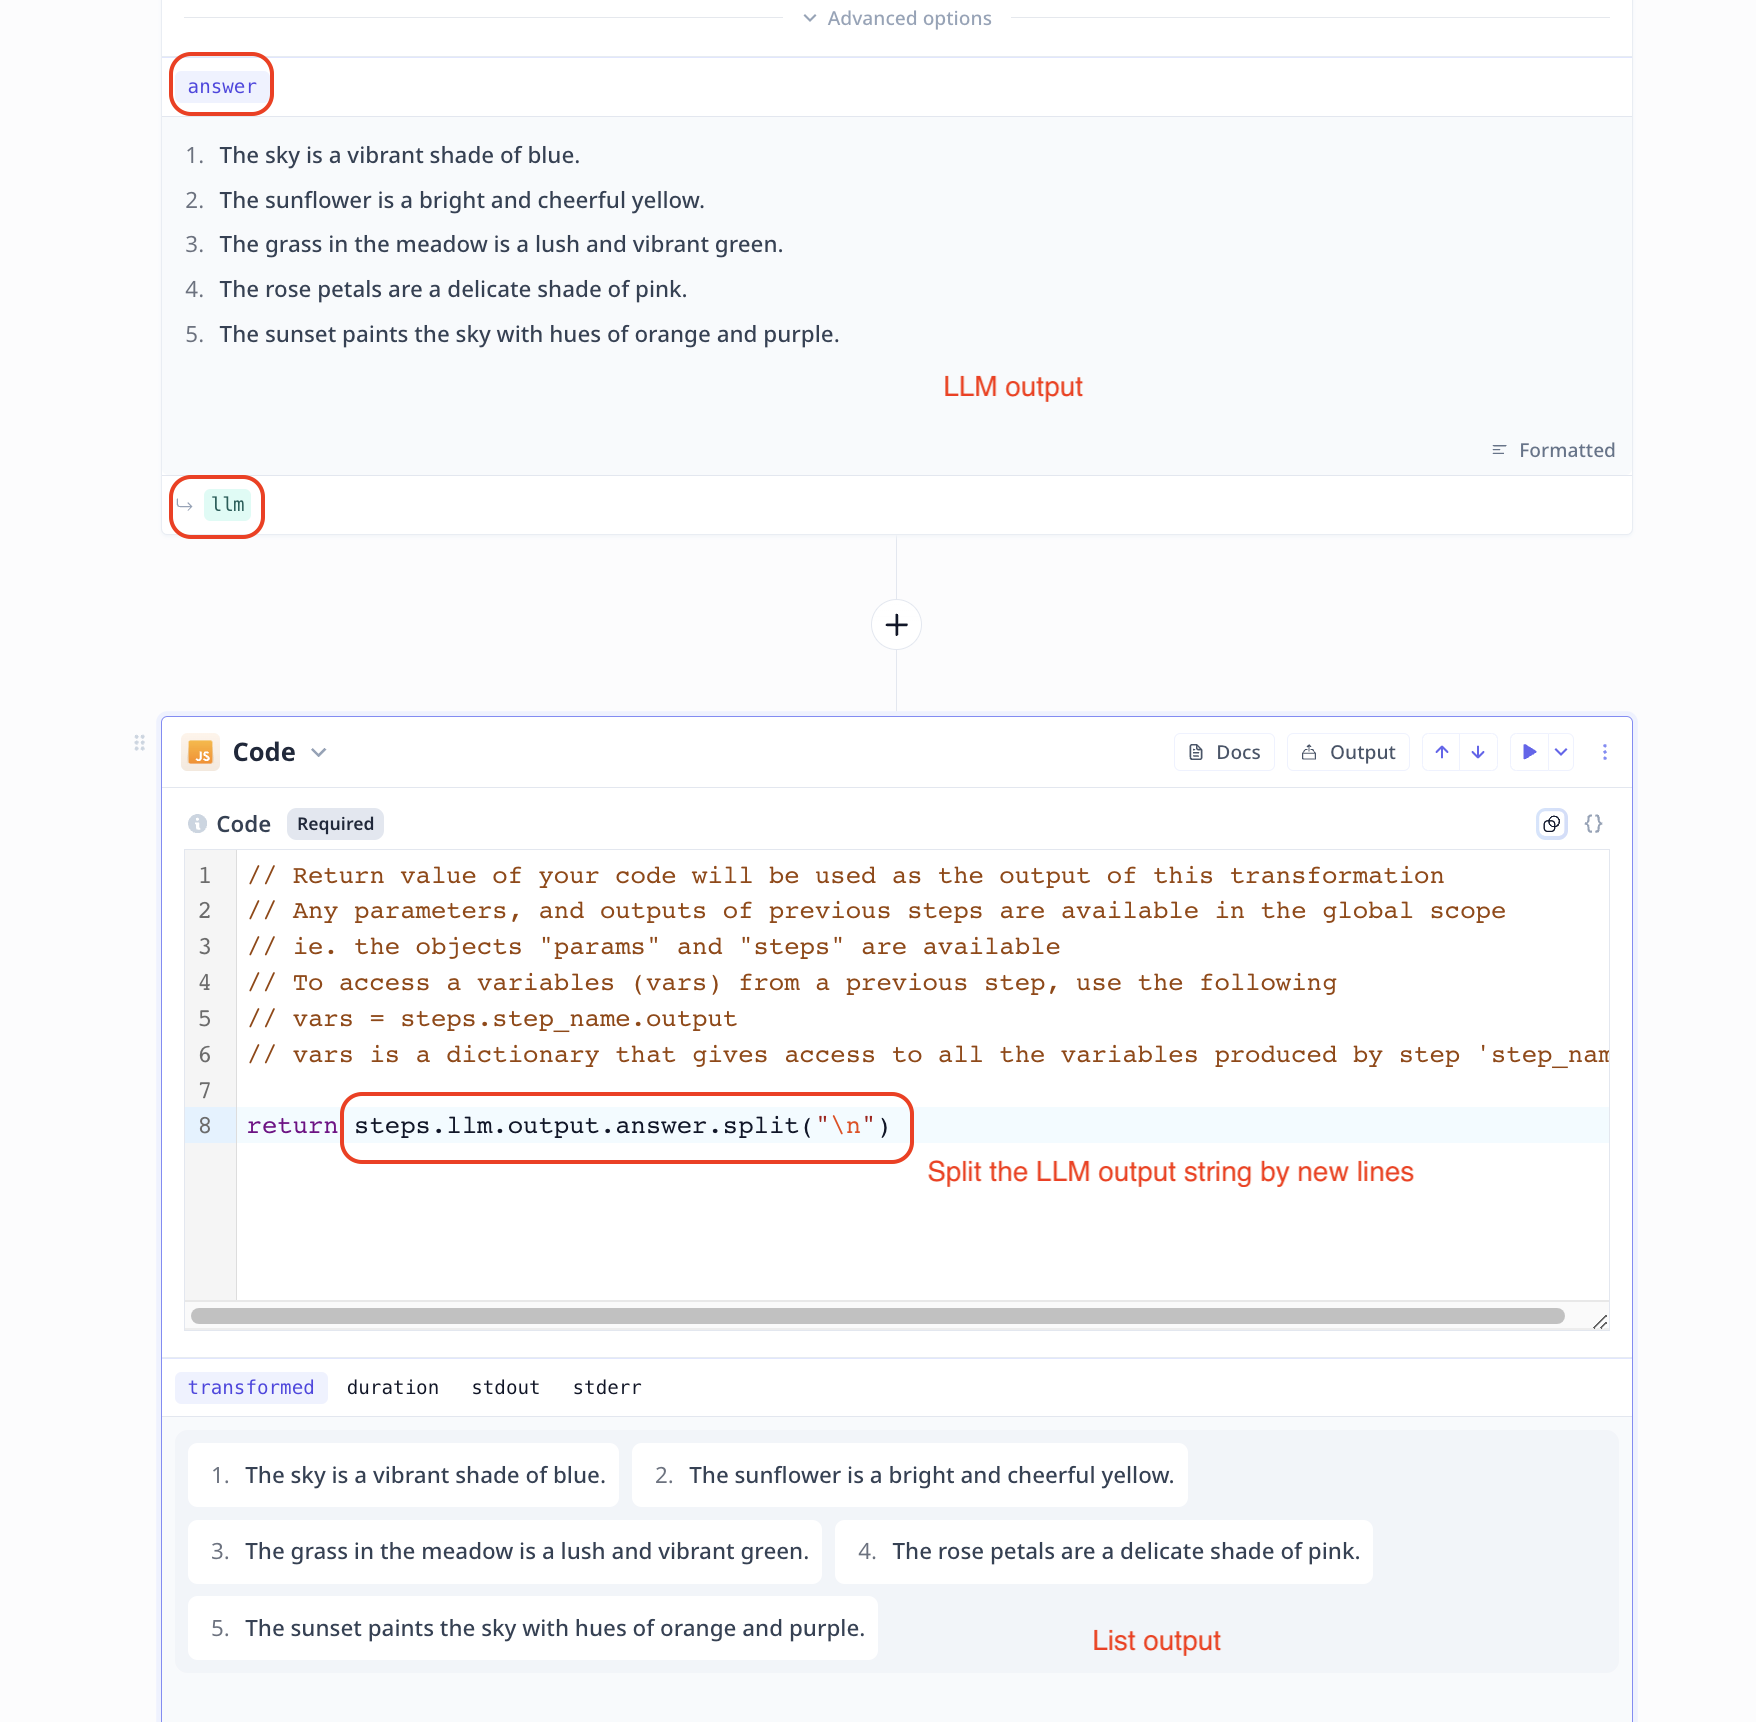 Advanced options
answer
1. The sky is a vibrant shade of blue.
2. The sunflower is a bright and cheerful yellow.
3. The grass in the meadow is a lush and vibrant green.
4. The rose petals are a delicate shade of pink.
5. The sunset paints the sky with hues of orange and purple.
LLM output
Formatted
llm
JS Code Docs Output
Code Required {}
1 // Return value of your code will be used as the output of this transformation
2 // Any parameters, and outputs of previous steps are available in the global scope
3 // ie. the objects "params" and "steps" are available
4 // To access a variables (vars) from a previous step, use the following
5 // vars = steps.step_name.output
6 // vars is a dictionary that gives access to all the variables produced by step 'step_nam
7
8 return steps.llm.output.answer.split("\n")
Split the LLM output string by new lines
transformed duration stdout stderr
1. The sky is a vibrant shade of blue. 2. The sunflower is a bright and cheerful yellow.
3. The grass in the meadow is a lush and vibrant green. 4. The rose petals are a delicate shade of pink.
5. The sunset paints the sky with hues of orange and purple.
List output